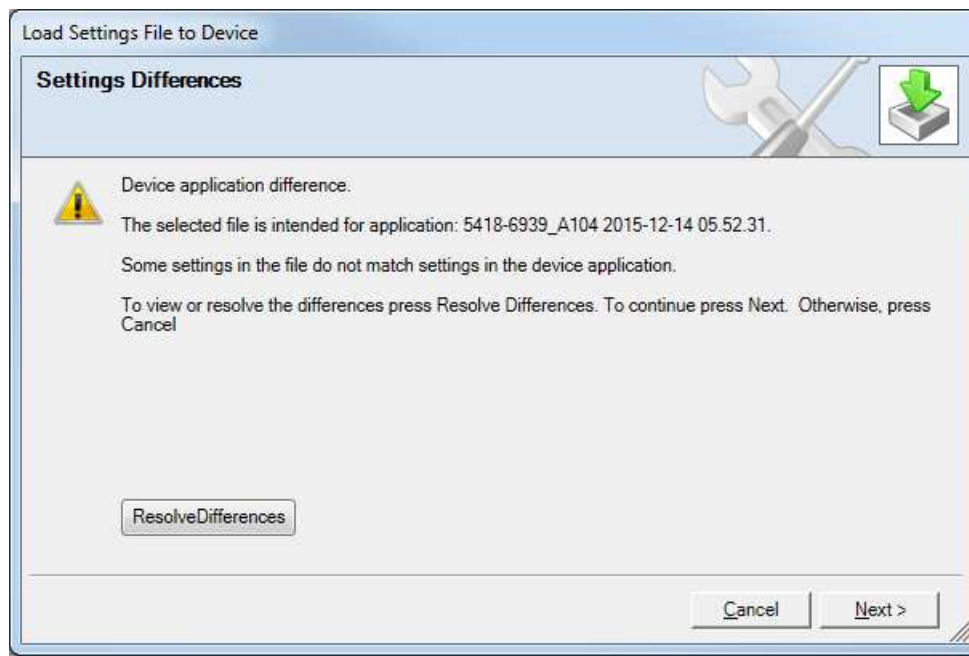 Load Settings File to Device
Settings Differences
Device application difference.
The selected file is intended for application: 5418-6939_A104 2015-12-14 05.52.31.
Some settings in the file do not match settings in the device application.
To view or resolve the differences press Resolve Differences. To continue press Next.  Otherwise, press
Cancel
ResolveDifferences
Cancel
Next >